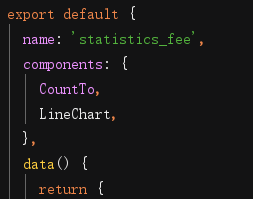 export default {
name: 'statistics_fee',
components: {
CountTo,
LineChart,
},
data() {
return {